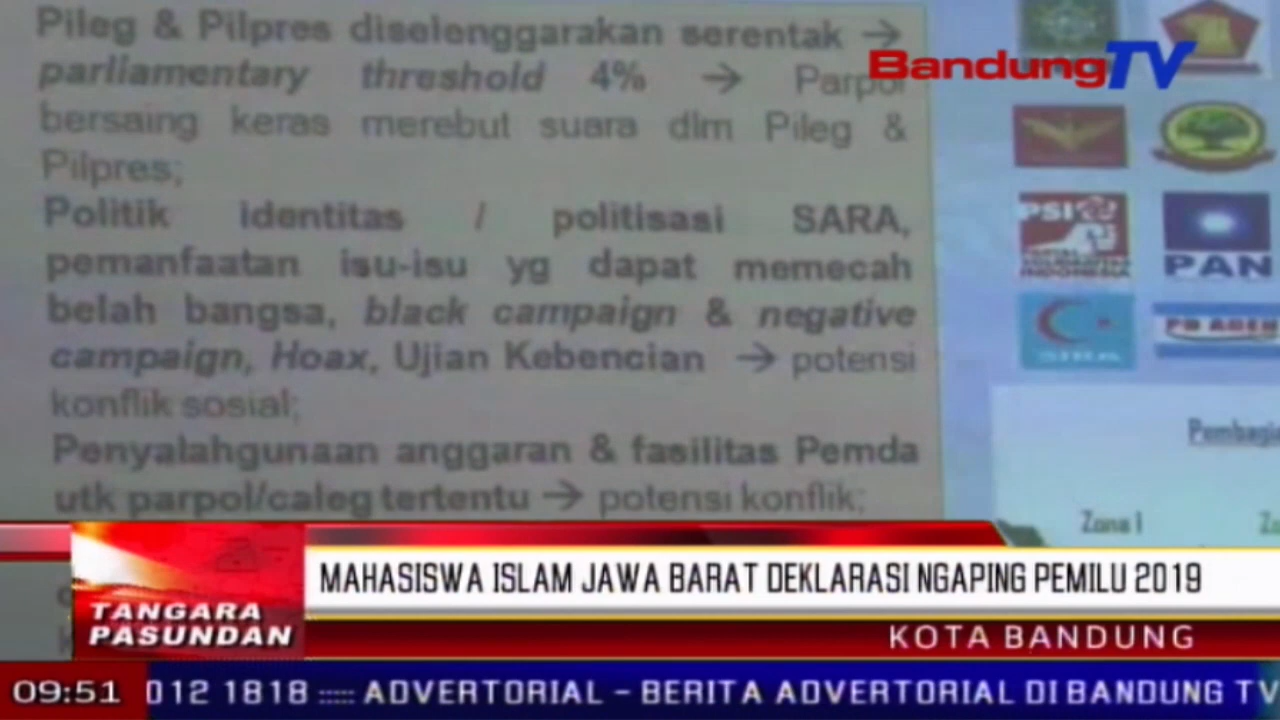 Pileg & Pilpres diselenggarakan serentak →
parliamentary threshold 4% → Parpol
bersaing keras merebut suara dlm Pileg &
Pilpres;
Politik identitas / politisasi SARA,
pemanfaatan isu-isu yg dapat memecah
belah bangsa, black campaign & negative
campaign, Hoax, Ujian Kebencian → potensi
konflik sosial;
Penyalahgunaan anggaran & fasilitas Pemda
utk parpol/caleg tertentu → potensi konflik;
BandungTV
PSI
INDONESIA
PAN
SIRA
PD ACEH
Zona 1
TANGARA
PASUNDAN
MAHASISWA ISLAM JAWA BARAT DEKLARASI NGAPING PEMILU 2019
KOTA BANDUNG
09:51 012 1818 ::::: ADVERTORIAL - BERITA ADVERTORIAL DI BANDUNG TV